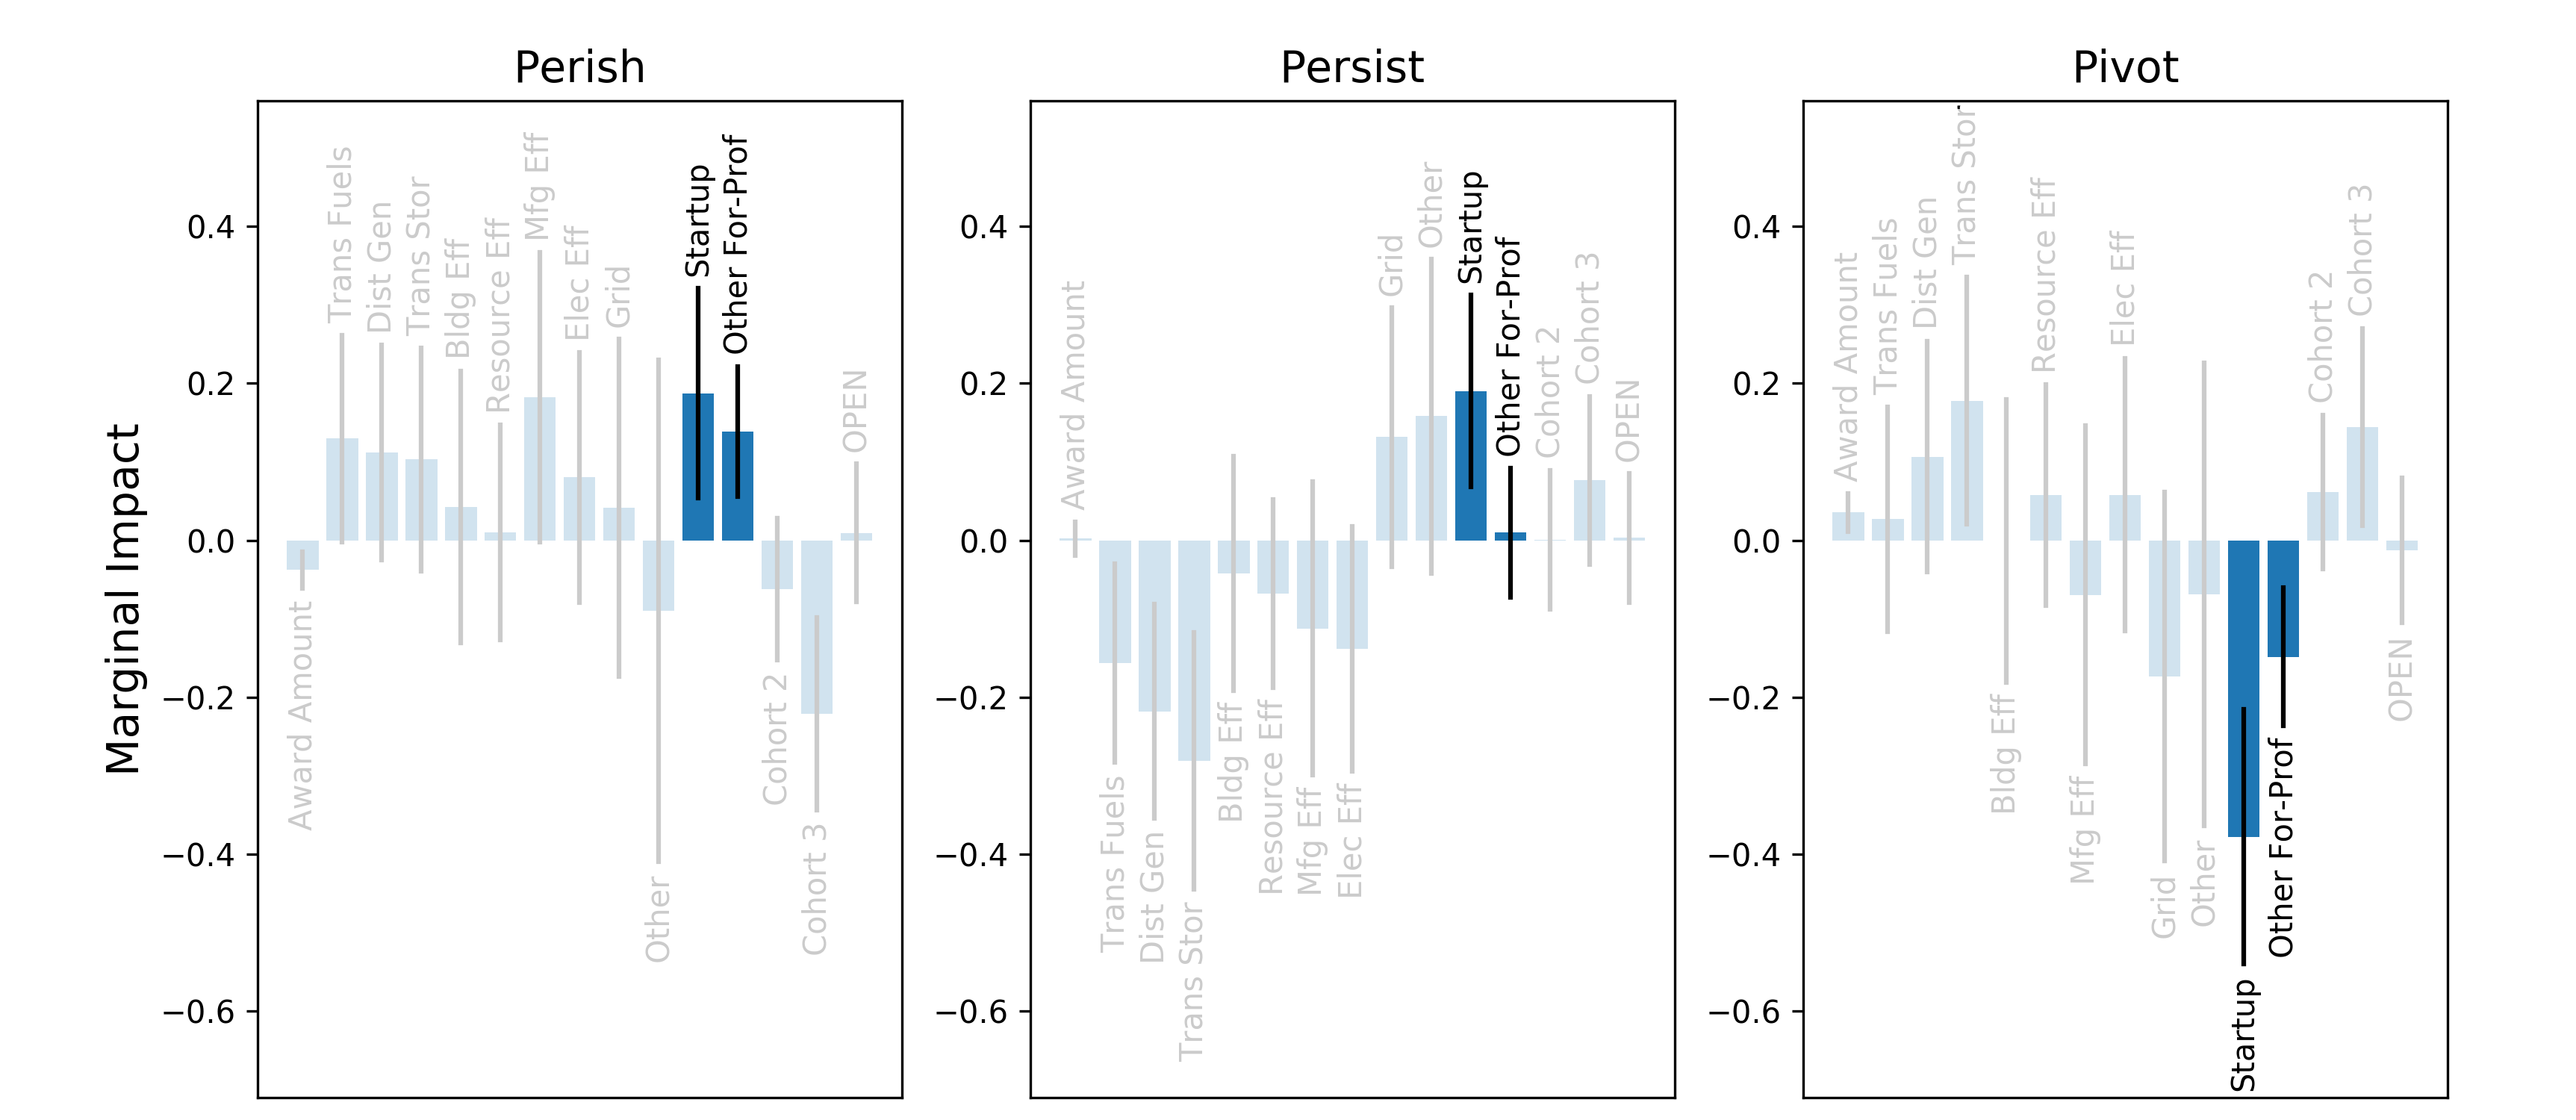 Perish
Persist
Pivot
Marginal Impact
0.4
0.2
0.0
−0.2
−0.4
−0.6
Award Amount
Trans Fuels
Dist Gen
Trans Stor
Bldg Eff
Resource Eff
Mfg Eff
Elec Eff
Grid
Other
Startup
Other For-Prof
Cohort 2
Cohort 3
OPEN
0.4
0.2
0.0
−0.2
−0.4
−0.6
Award Amount
Trans Fuels
Dist Gen
Trans Stor
Bldg Eff
Resource Eff
Mfg Eff
Elec Eff
Grid
Other
Startup
Other For-Prof
Cohort 2
Cohort 3
OPEN
0.4
0.2
0.0
−0.2
−0.4
−0.6
Award Amount
Trans Fuels
Dist Gen
Trans Stor
Bldg Eff
Resource Eff
Mfg Eff
Elec Eff
Grid
Other
Startup
Other For-Prof
Cohort 2
Cohort 3
OPEN